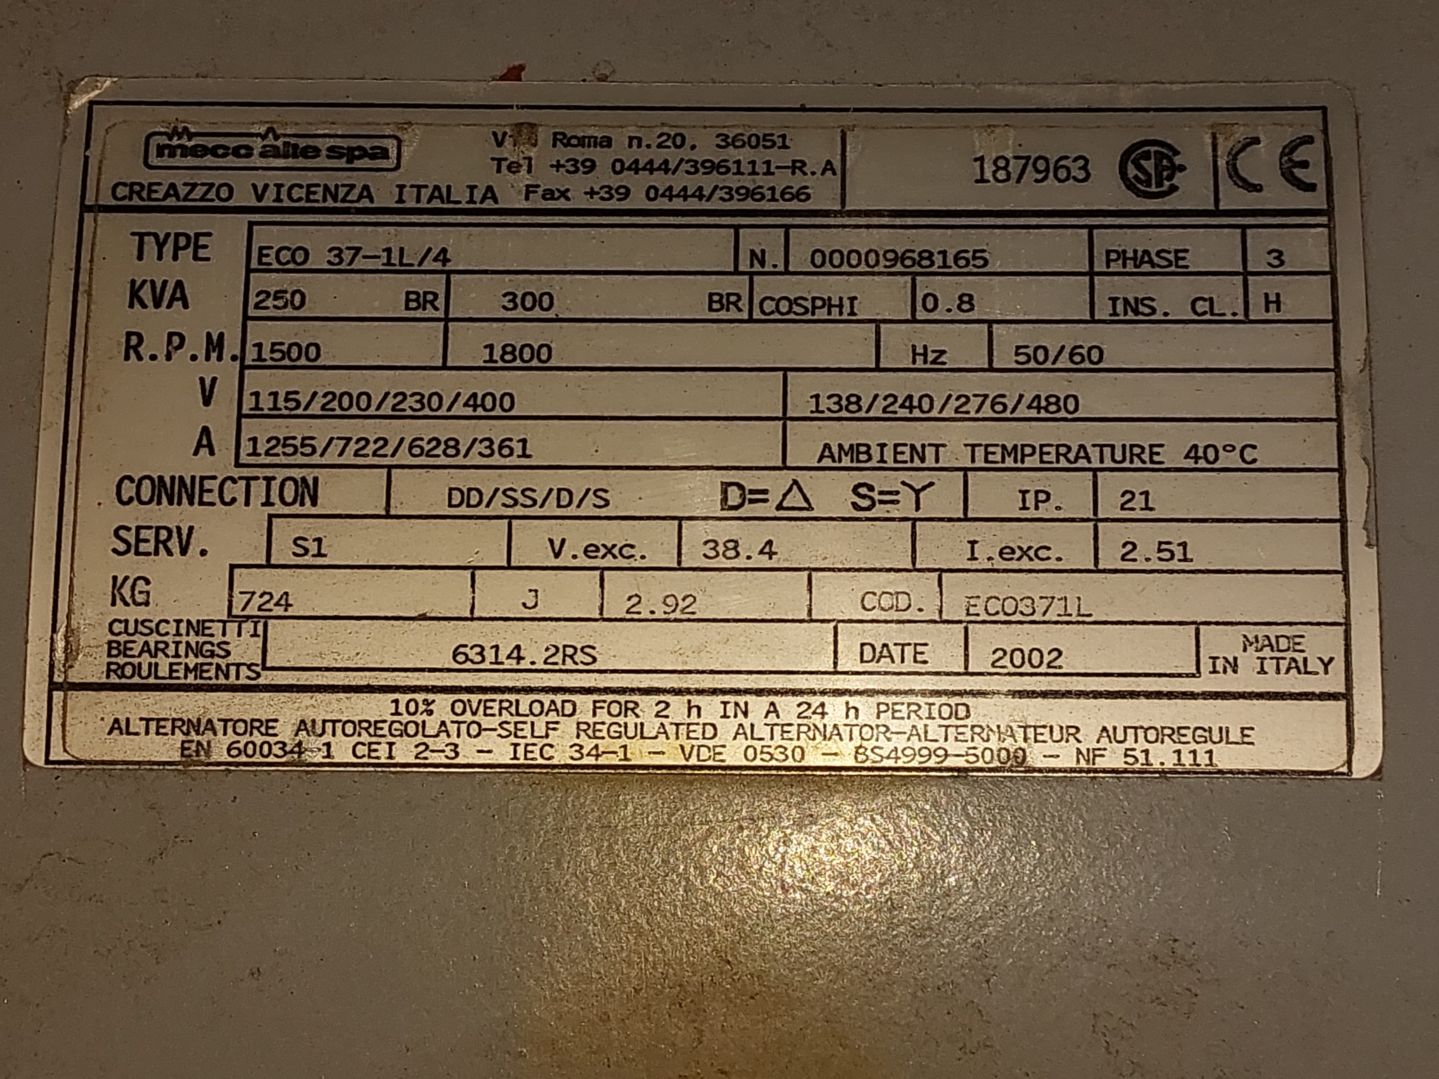 mecc alte spa
Via Roma n.20, 36051
Tel +39 0444/396111-R.A
CREAZZO VICENZA ITALIA Fax +39 0444/396166
187963 SP CE
TYPE ECO 37-1L/4 N. 0000968165 PHASE 3
KVA 250 BR 300 BR COSPHI 0.8 INS. CL. H
R.P.M. 1500 1800 Hz 50/60
V 115/200/230/400 138/240/276/480
A 1255/722/628/361 AMBIENT TEMPERATURE 40°C
CONNECTION DD/SS/D/S D=△ S=Y IP. 21
SERV. S1 V.exc. 38.4 I.exc. 2.51
KG 724 J 2.92 COD. ECO371L
CUSCINETTI
BEARINGS
ROULEMENTS
6314.2RS DATE 2002
MADE
IN ITALY
10% OVERLOAD FOR 2 h IN A 24 h PERIOD
ALTERNATORE AUTOREGOLATO-SELF REGULATED ALTERNATOR-ALTERNATEUR AUTOREGULE
EN 60034-1 CEI 2-3 - IEC 34-1 - VDE 0530 - BS4999-5000 - NF 51.111